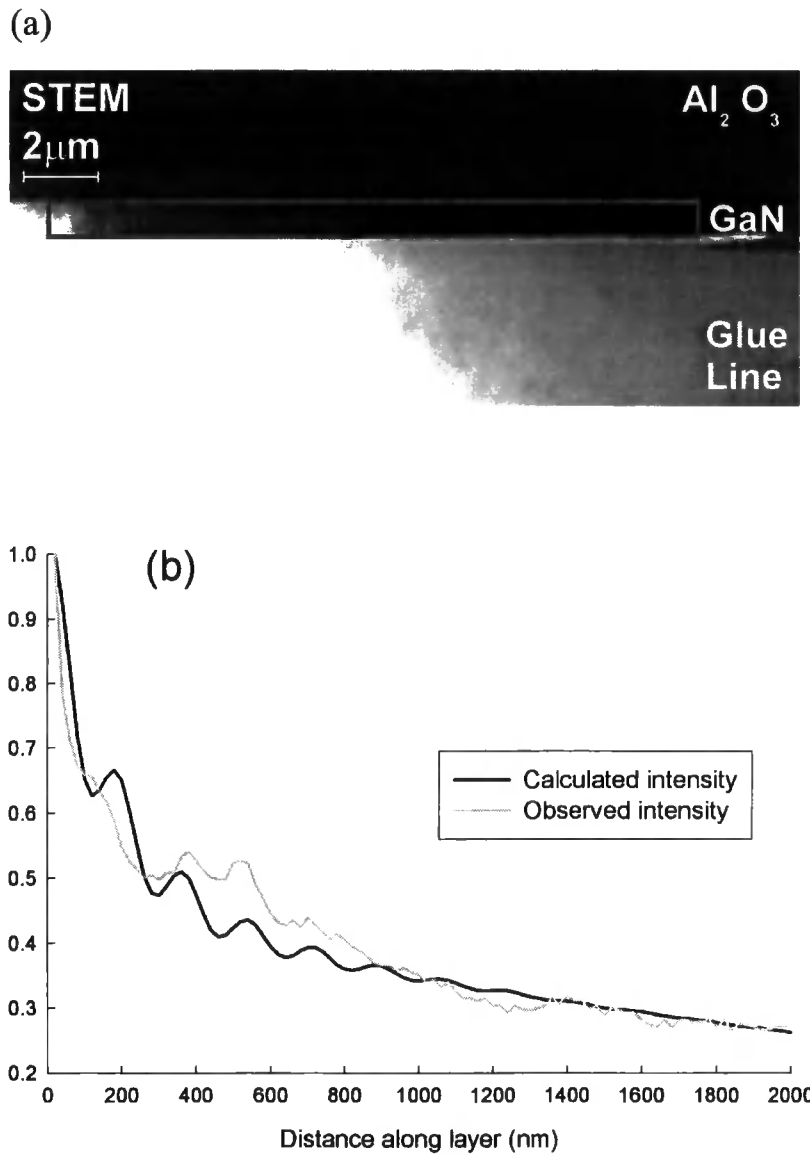 (a)
STEM
Al₂ O₃
2μm
GaN
Glue
Line
(b)
1.0
0.9
0.8
0.7
0.6
0.5
0.4
0.3
0.2
Calculated intensity
Observed intensity
0 200 400 600 800 1000 1200 1400 1600 1800 2000
Distance along layer (nm)